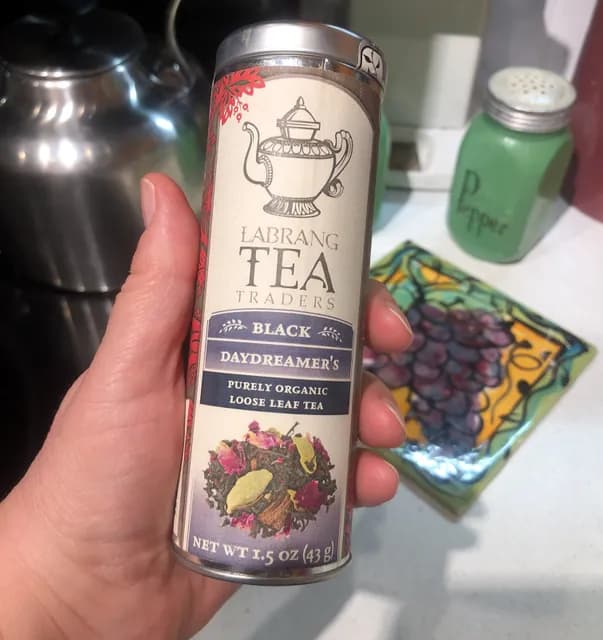 LABRANG
TEA
TRADERS
BLACK
DAYDREAMER'S
PURELY ORGANIC
LOOSE LEAF TEA
NET WT 1.5 OZ (43 g)
Pepper